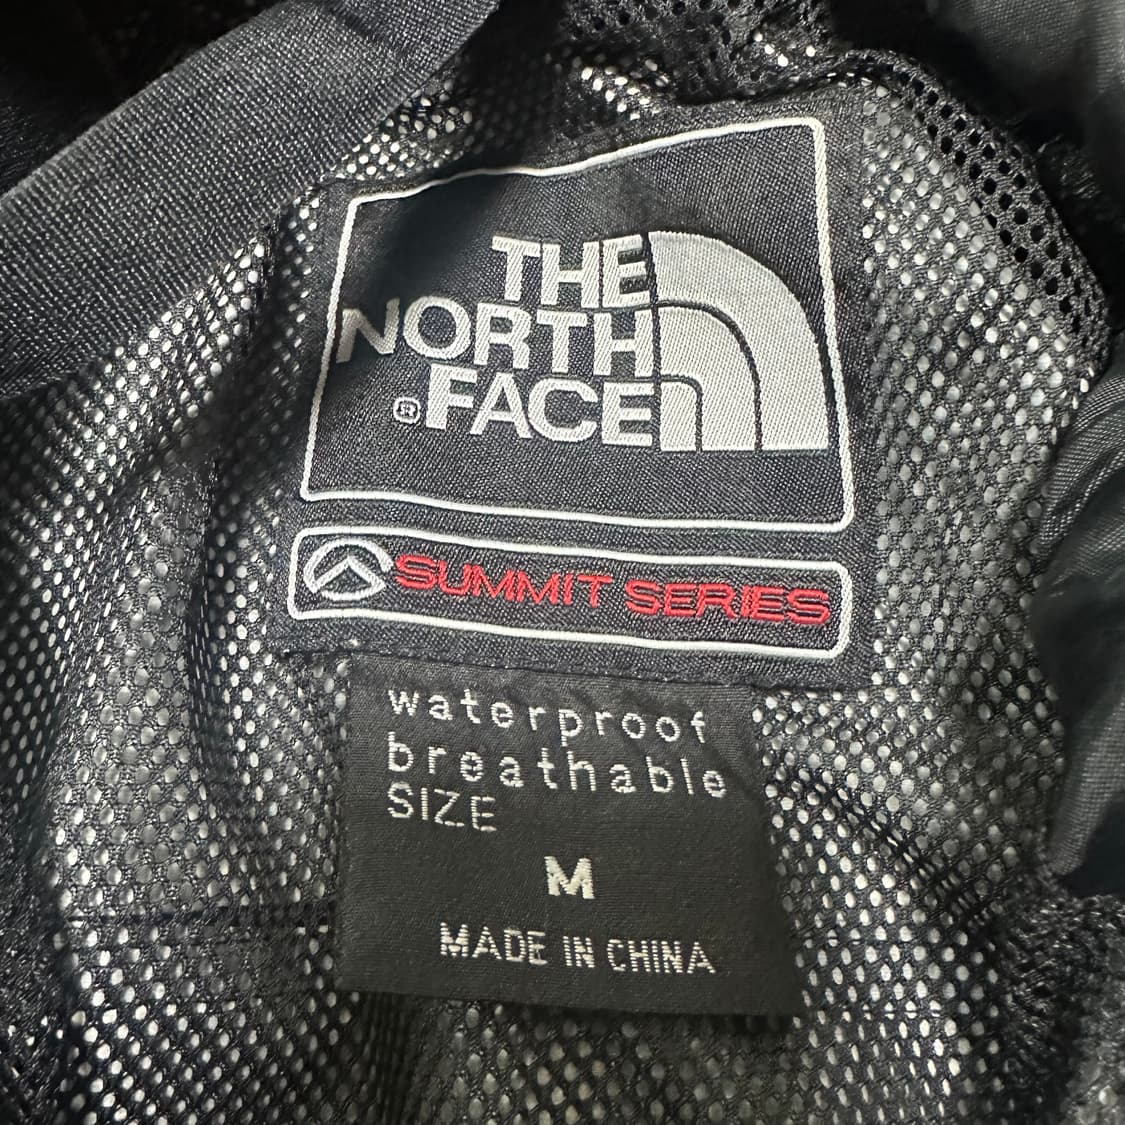 THE
NORTH
® FACE
SUMMIT SERIES
waterproof
breathable
SIZE
M
MADE IN CHINA